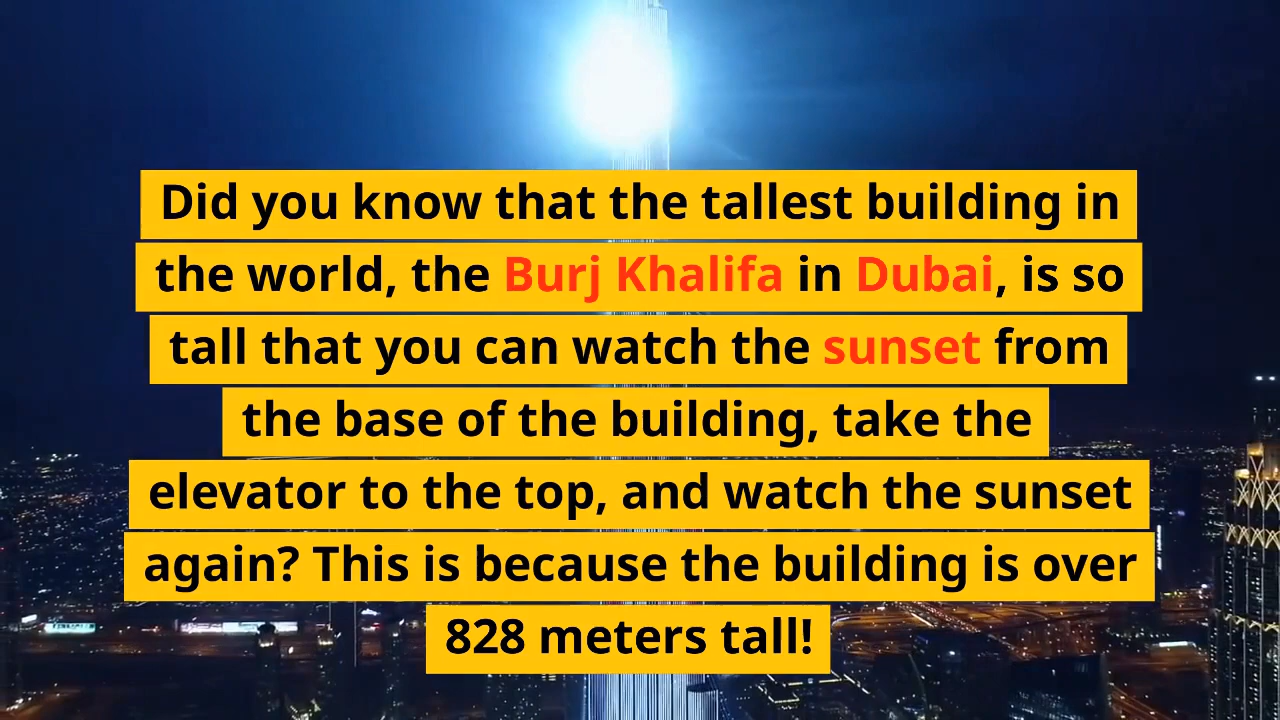 Did you know that the tallest building in
the world, the Burj Khalifa in Dubai, is so
tall that you can watch the sunset from
the base of the building, take the
elevator to the top, and watch the sunset
again? This is because the building is over
828 meters tall!